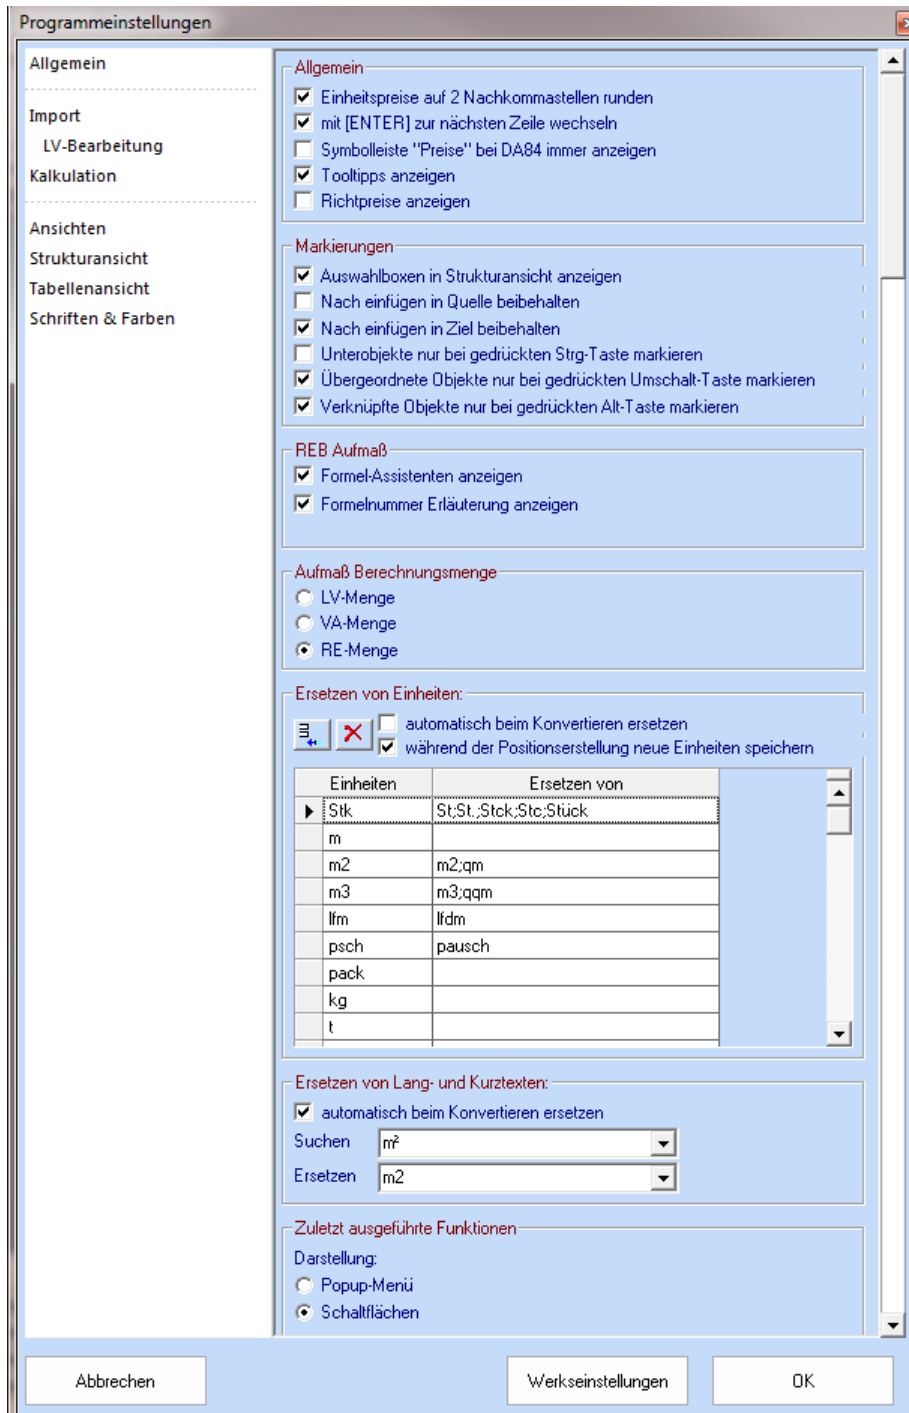 Programmeinstellungen
Allgemein
Import
LV-Bearbeitung
Kalkulation
Ansichten
Strukturansicht
Tabellenansicht
Schriften & Farben
Allgemein
Einheitspreise auf 2 Nachkommastellen runden
mit [ENTER] zur nächsten Zeile wechseln
Symbolleiste "Preise" bei DA84 immer anzeigen
Tooltipps anzeigen
Richtpreise anzeigen
Markierungen
Auswahlboxen in Strukturansicht anzeigen
Nach einfügen in Quelle beibehalten
Nach einfügen in Ziel beibehalten
Unterobjekte nur bei gedrückten Strg-Taste markieren
Übergeordnete Objekte nur bei gedrückten Umschalt-Taste markieren
Verknüpfte Objekte nur bei gedrückten Alt-Taste markieren
REB Aufmaß
Formel-Assistenten anzeigen
Formelnummer Erläuterung anzeigen
Aufmaß Berechnungsmenge
LV-Menge
VA-Menge
RE-Menge
Ersetzen von Einheiten:
automatisch beim Konvertieren ersetzen
während der Positionserstellung neue Einheiten speichern
Einheiten Ersetzen von
Stk St;St.;Stck;Stc;Stück
m
m2 m2;qm
m3 m3;qqm
lfm lfdm
psch pausch
pack
kg
t
Ersetzen von Lang- und Kurztexten:
automatisch beim Konvertieren ersetzen
Suchen m²
Ersetzen m2
Zuletzt ausgeführte Funktionen
Darstellung:
Popup-Menü
Schaltflächen
Abbrechen Werkseinstellungen OK